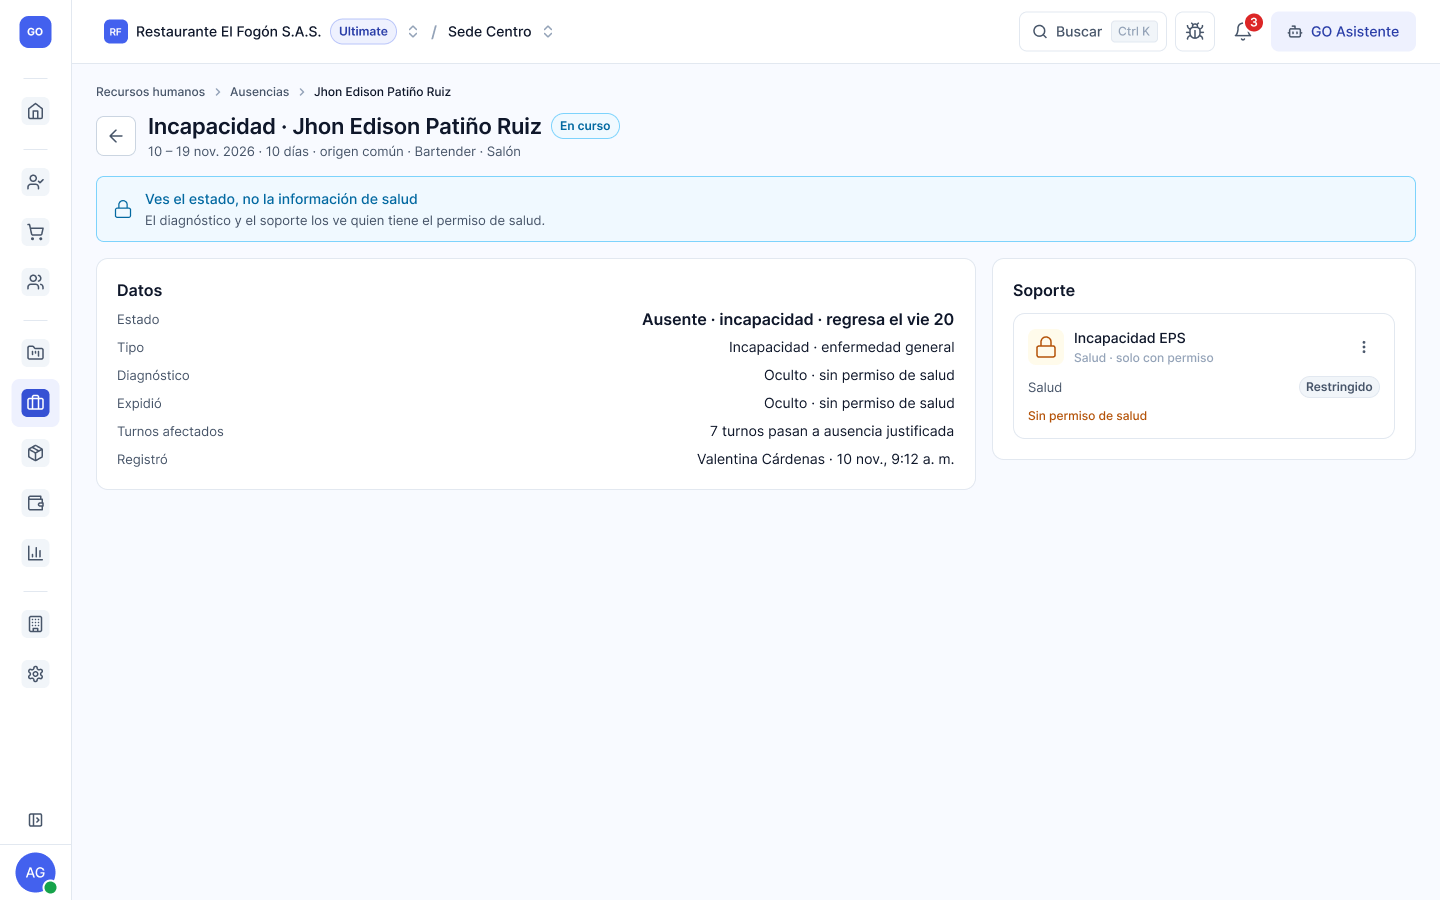 GO
RF Restaurante El Fogón S.A.S. Ultimate / Sede Centro
Buscar Ctrl K 3 GO Asistente
Recursos humanos > Ausencias > Jhon Edison Patiño Ruiz
Incapacidad · Jhon Edison Patiño Ruiz En curso
10 – 19 nov. 2026 · 10 días · origen común · Bartender · Salón
Ves el estado, no la información de salud
El diagnóstico y el soporte los ve quien tiene el permiso de salud.
Datos
Estado Ausente · incapacidad · regresa el vie 20
Tipo Incapacidad · enfermedad general
Diagnóstico Oculto · sin permiso de salud
Expidió Oculto · sin permiso de salud
Turnos afectados 7 turnos pasan a ausencia justificada
Registró Valentina Cárdenas · 10 nov., 9:12 a. m.
Soporte
Incapacidad EPS
Salud · solo con permiso
Salud Restringido
Sin permiso de salud
AG